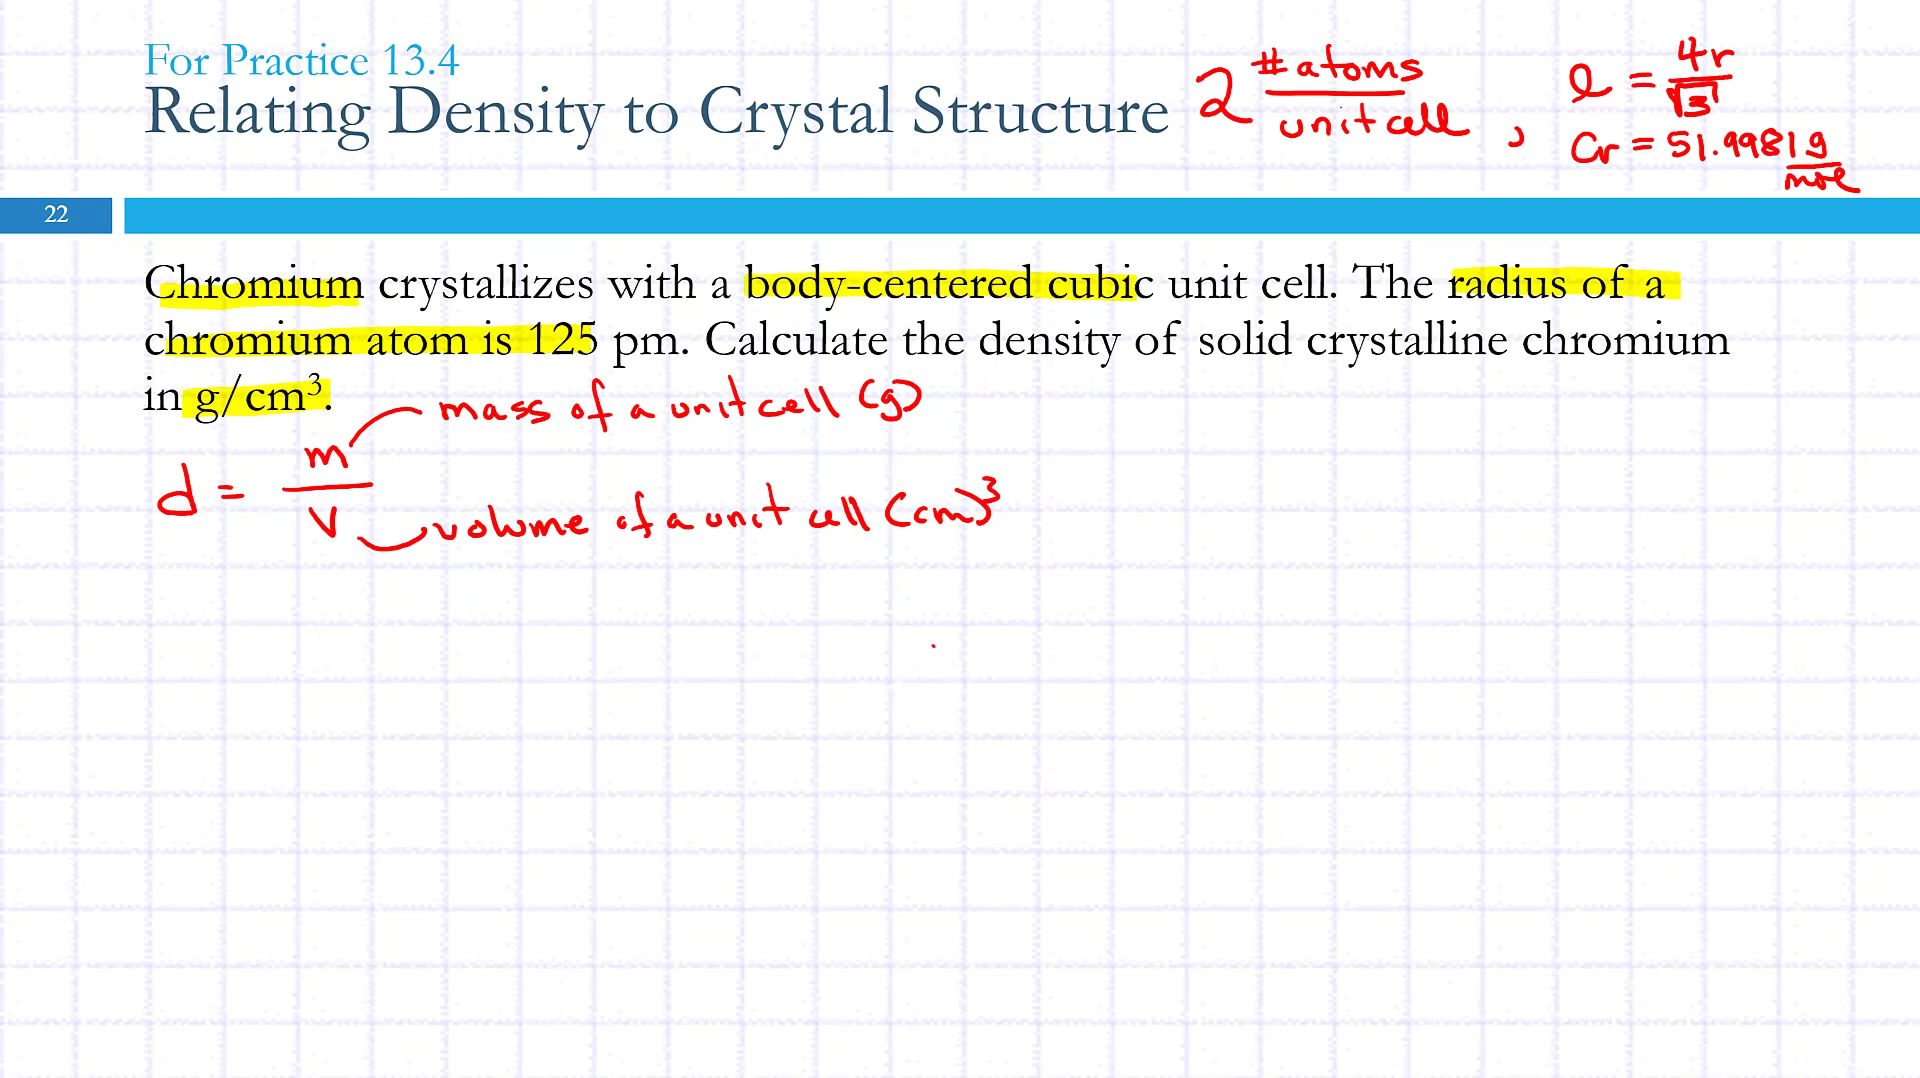 For Practice 13.4
Relating Density to Crystal Structure
2 # atoms / unit cell , l = 4r / √3
Cr = 51.9981 g / mol
22
Chromium crystallizes with a body-centered cubic unit cell. The radius of a
chromium atom is 125 pm. Calculate the density of solid crystalline chromium
in g/cm³.
mass of a unit cell (g)
d = m / V
volume of a unit cell (cm)³